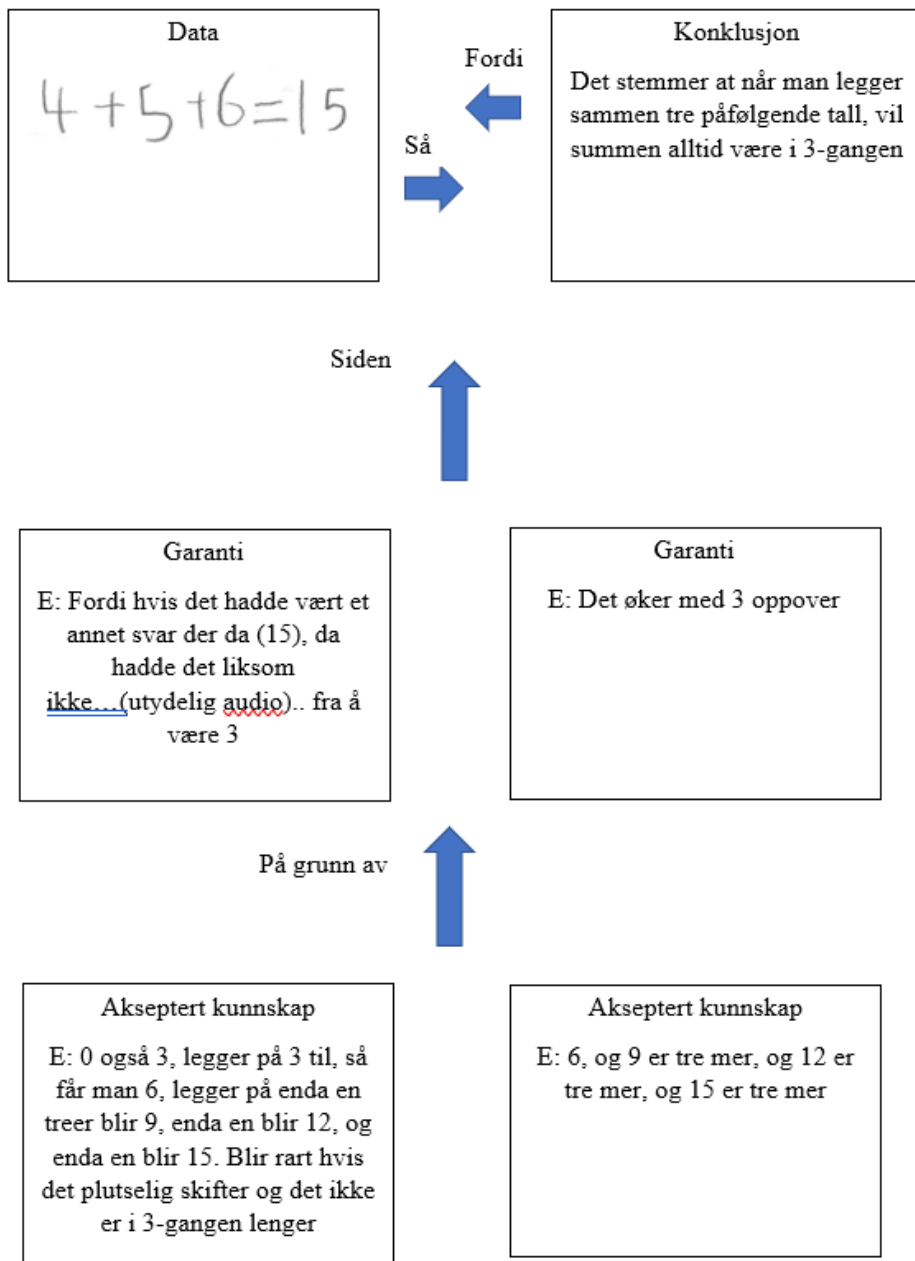 Data
4+5+6=15
Fordi
Så
Konklusjon
Det stemmer at når man legger
sammen tre påfølgende tall, vil
summen alltid være i 3-gangen
Siden
Garanti
E: Fordi hvis det hadde vært et
annet svar der da (15), da
hadde det liksom
ikke…(utydelig audio).. fra å
være 3
Garanti
E: Det øker med 3 oppover
På grunn av
Akseptert kunnskap
E: 0 også 3, legger på 3 til, så
får man 6, legger på enda en
treer blir 9, enda en blir 12, og
enda en blir 15. Blir rart hvis
det plutselig skifter og det ikke
er i 3-gangen lenger
Akseptert kunnskap
E: 6, og 9 er tre mer, og 12 er
tre mer, og 15 er tre mer